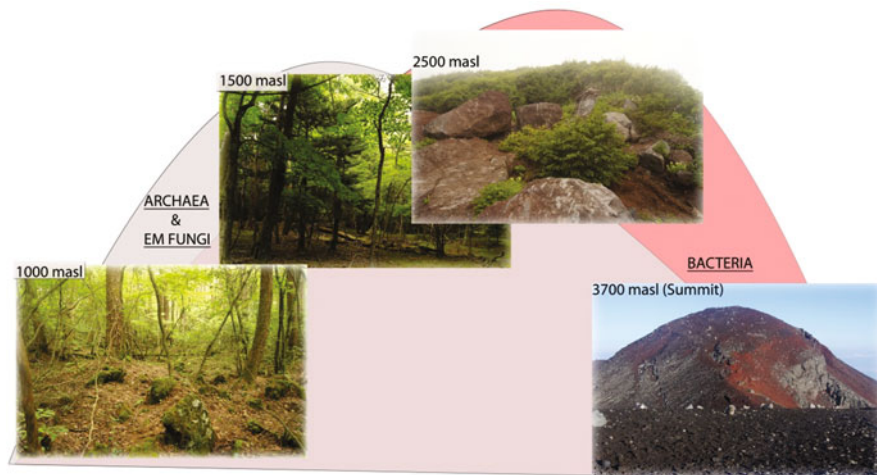 2500 masl
1500 masl
ARCHAEA
&
EM FUNGI
1000 masl
BACTERIA
3700 masl (Summit)